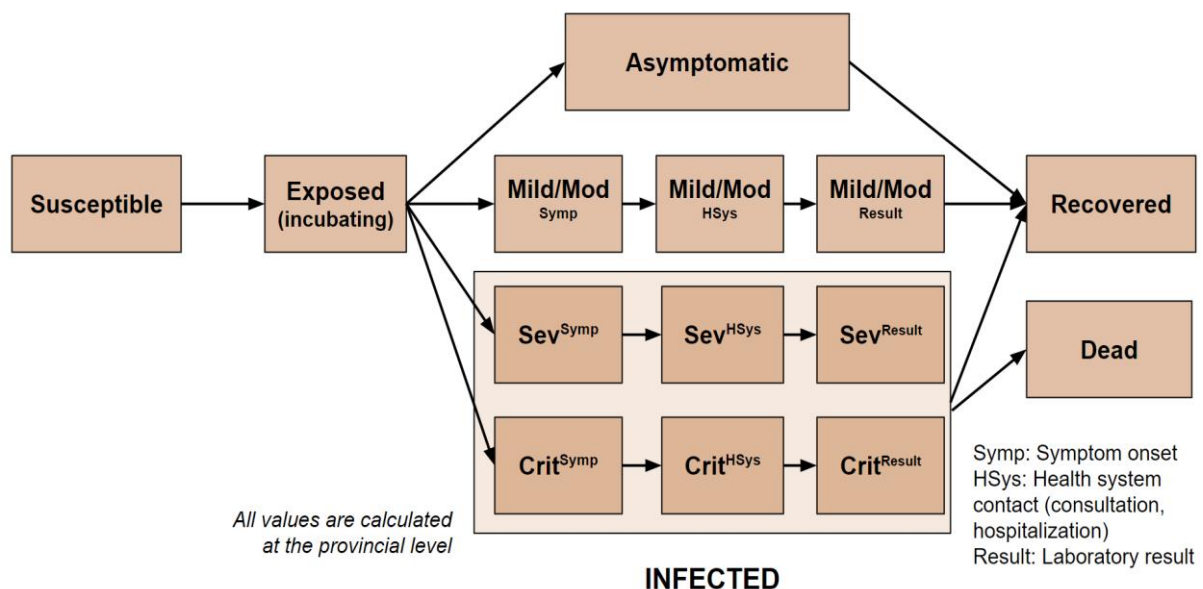 Asymptomatic
Susceptible
Exposed
(incubating)
Mild/Mod
Symp
Mild/Mod
HSys
Mild/Mod
Result
Recovered
Sev^Symp
Sev^HSys
Sev^Result
Dead
Crit^Symp
Crit^HSys
Crit^Result
All values are calculated
at the provincial level
Symp: Symptom onset
HSys: Health system
contact (consultation,
hospitalization)
Result: Laboratory result
INFECTED